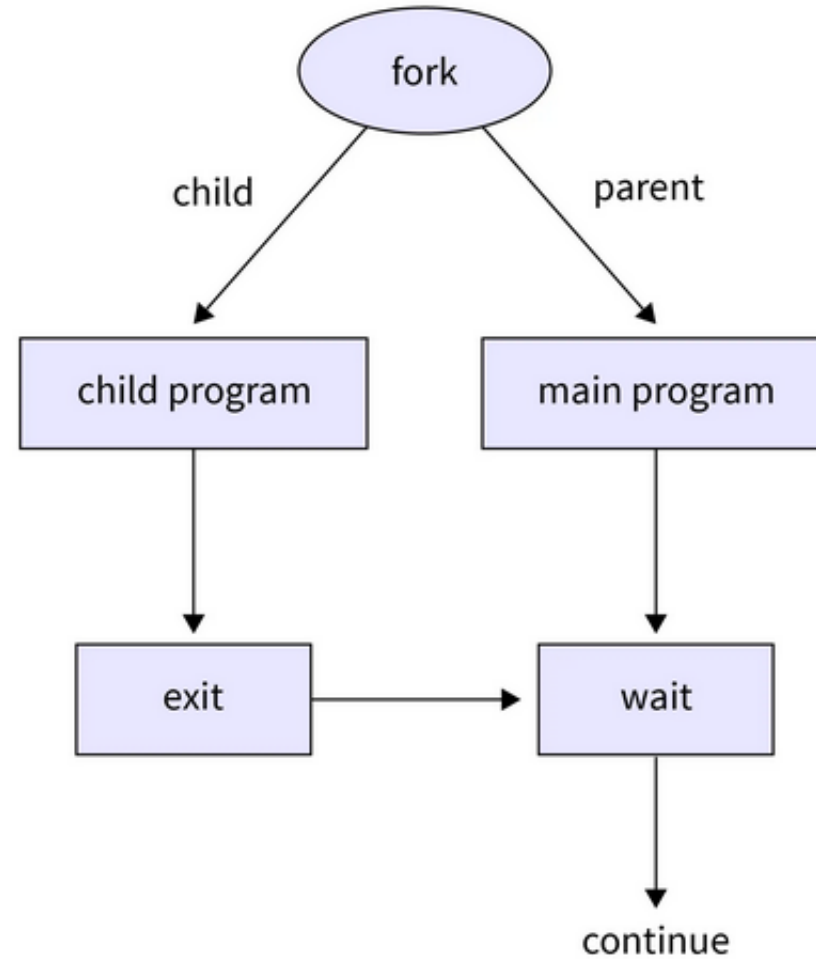 fork
child
parent
child program
main program
exit
wait
continue